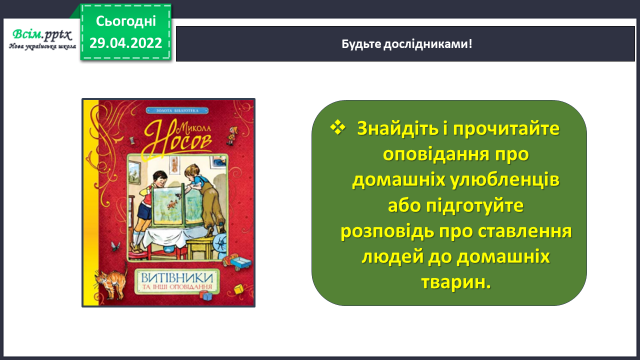 Всім.pptx
Нова українська школа
Сьогодні
29.04.2022
Будьте дослідниками!
Микола
Носов
ВИТІВНИКИ
ТА ІНШІ ОПОВІДАННЯ
❖ Знайдіть і прочитайте
оповідання про
домашніх улюбленців
або підготуйте
розповідь про ставлення
людей до домашніх
тварин.